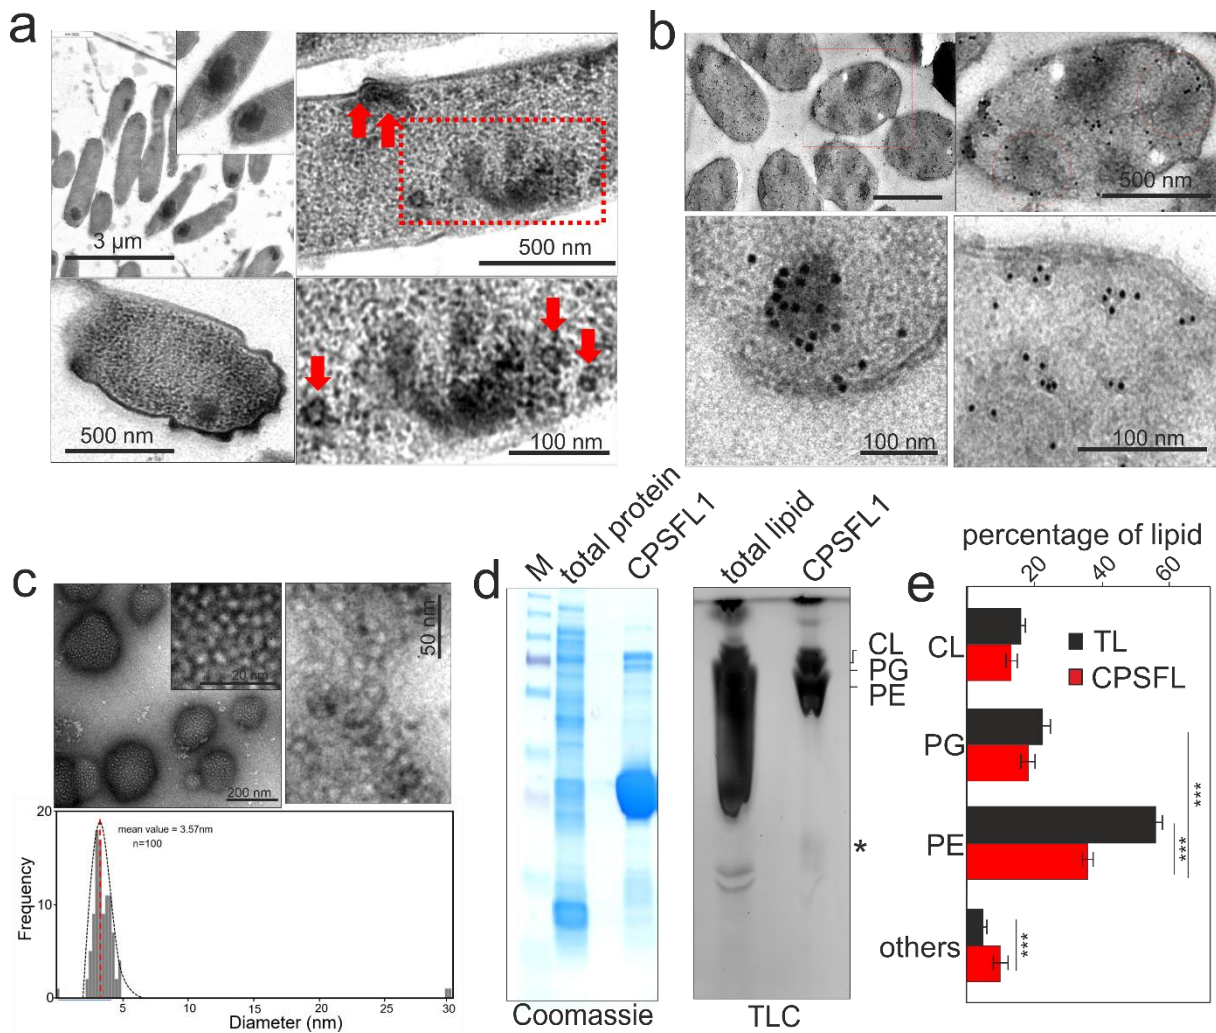 a
3 µm
500 nm
500 nm
100 nm
b
500 nm
100 nm
100 nm
c
20 nm
200 nm
50 nm
20
10
0
mean value = 3.57nm
n=100
Frequency
5
10
15
20
25
30
Diameter (nm)
d
M
total protein
CPSFL1
total lipid
CPSFL1
CL
PG
PE
*
Coomassie
TLC
e
percentage of lipid
20
40
60
CL
PG
PE
others
TL
CPSFL
***
***
***